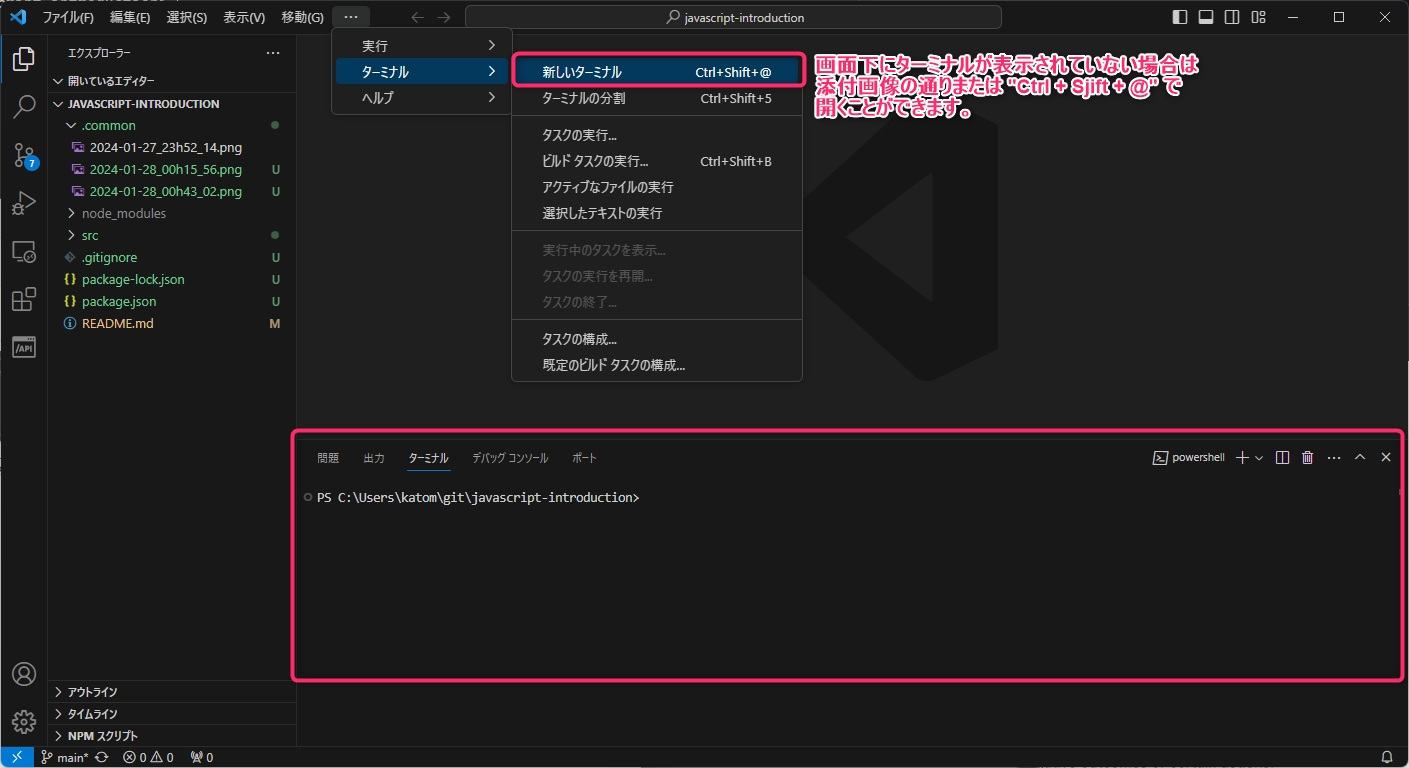 ファイル(F) 編集(E) 選択(S) 表示(V) 移動(G) ... javascript-introduction
エクスプローラー ...
開いているエディター
JAVASCRIPT-INTRODUCTION
.common
2024-01-27_23h52_14.png
2024-01-28_00h15_56.png U
2024-01-28_00h43_02.png U
node_modules
src
.gitignore U
{} package-lock.json U
{} package.json U
README.md M
7
/API
アウトライン
タイムライン
NPM スクリプト
実行
ターミナル
ヘルプ
新しいターミナル Ctrl+Shift+@
ターミナルの分割 Ctrl+Shift+5
タスクの実行...
ビルド タスクの実行... Ctrl+Shift+B
アクティブなファイルの実行
選択したテキストの実行
実行中のタスクを表示...
タスクの実行を再開...
タスクの終了...
タスクの構成...
既定のビルド タスクの構成...
画面下にターミナルが表示されていない場合は
添付画像の通りまたは "Ctrl + Sjift + @" で
開くことができます。
問題 出力 ターミナル デバッグ コンソール ポート powershell ...
PS C:\Users\katom\git\javascript-introduction>
main* 0 0 0